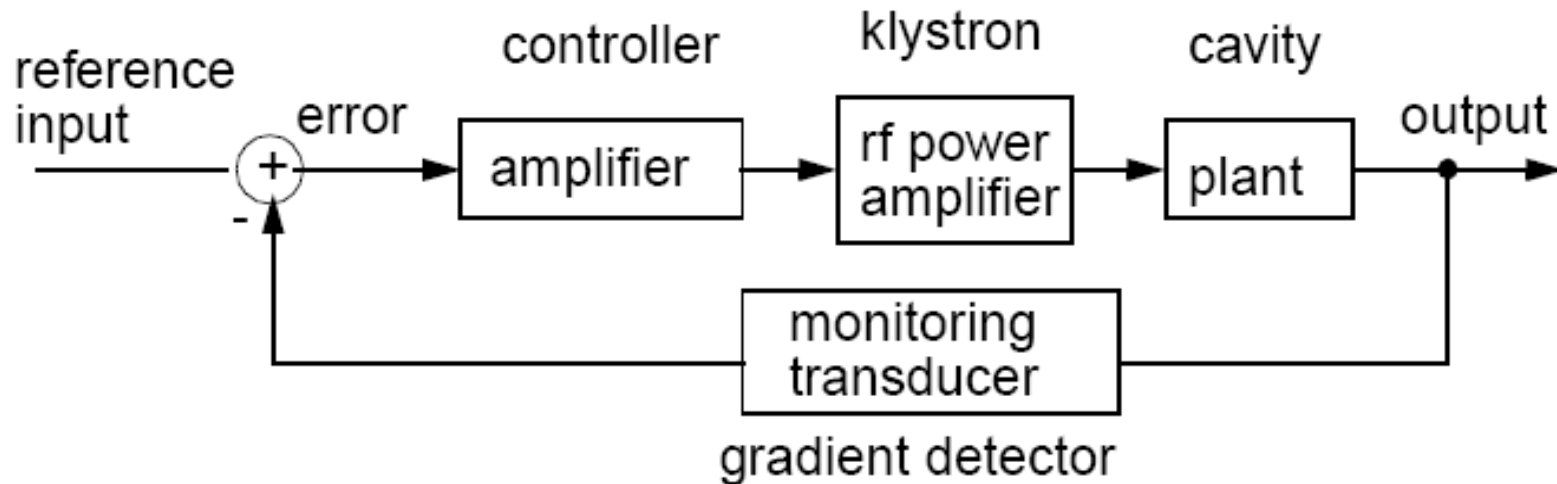 controller
klystron
cavity
reference
input
error
amplifier
rf power
amplifier
plant
output
+
-
monitoring
transducer
gradient detector